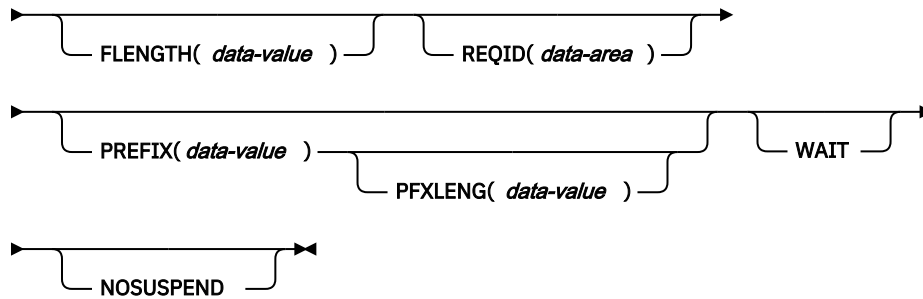 FLENGTH( data-value ) REQID( data-area )
PREFIX( data-value ) WAIT
PFXLENG( data-value )
NOSUSPEND